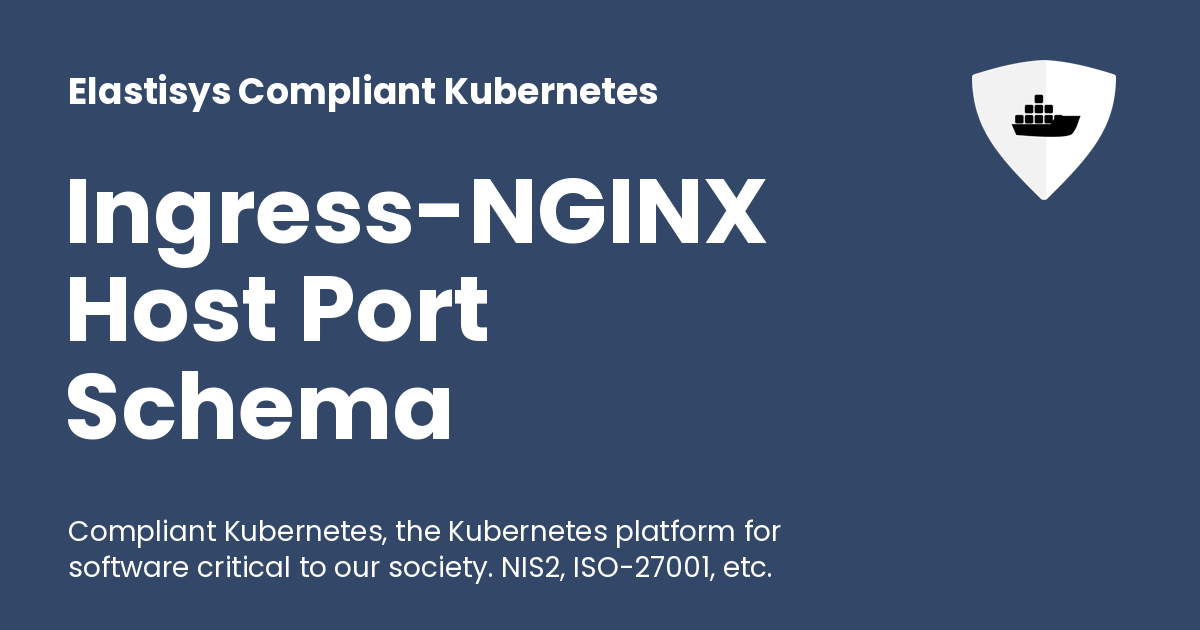 Elastisys Compliant Kubernetes
Ingress-NGINX
Host Port
Schema
Compliant Kubernetes, the Kubernetes platform for
software critical to our society. NIS2, ISO-27001, etc.